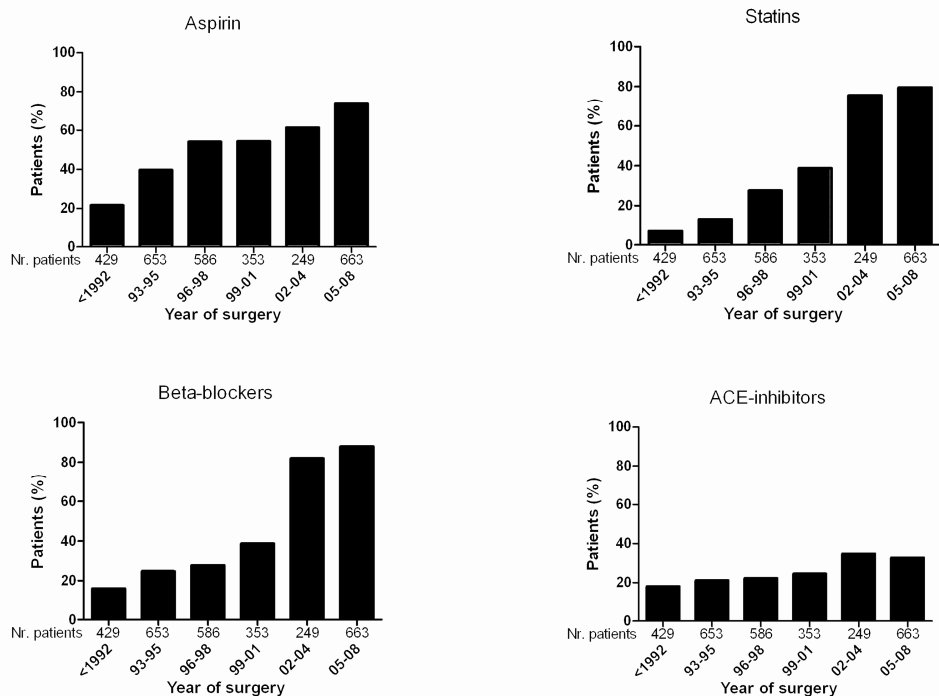 Aspirin
100
80
60
40
20
0
Patients (%)
Nr. patients 429 653 586 353 249 663
<1992 93-95 96-98 99-01 02-04 05-08
Year of surgery
Statins
100
80
60
40
20
0
Patients (%)
Nr. patients 429 653 586 353 249 663
<1992 93-95 96-98 99-01 02-04 05-08
Year of surgery
Beta-blockers
100
80
60
40
20
0
Patients (%)
Nr. patients 429 653 586 353 249 663
<1992 93-95 96-98 99-01 02-04 05-08
Year of surgery
ACE-inhibitors
100
80
60
40
20
0
Patients (%)
Nr. patients 429 653 586 353 249 663
<1992 93-95 96-98 99-01 02-04 05-08
Year of surgery